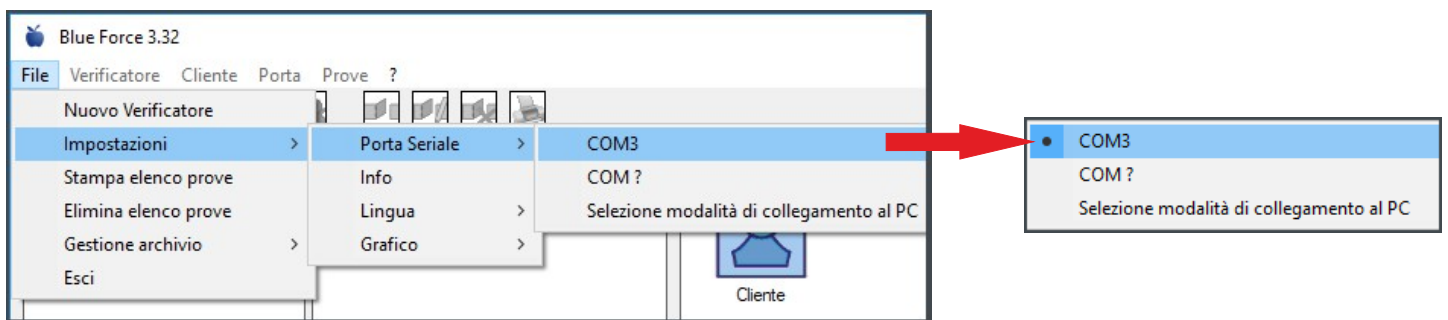 Blue Force 3.32
File Verificatore Cliente Porta Prove ?
Nuovo Verificatore
Impostazioni >
Stampa elenco prove
Elimina elenco prove
Gestione archivio >
Esci
Porta Seriale >
Info
Lingua >
Grafico >
COM3
COM ?
Selezione modalità di collegamento al PC
Cliente
COM3
COM ?
Selezione modalità di collegamento al PC